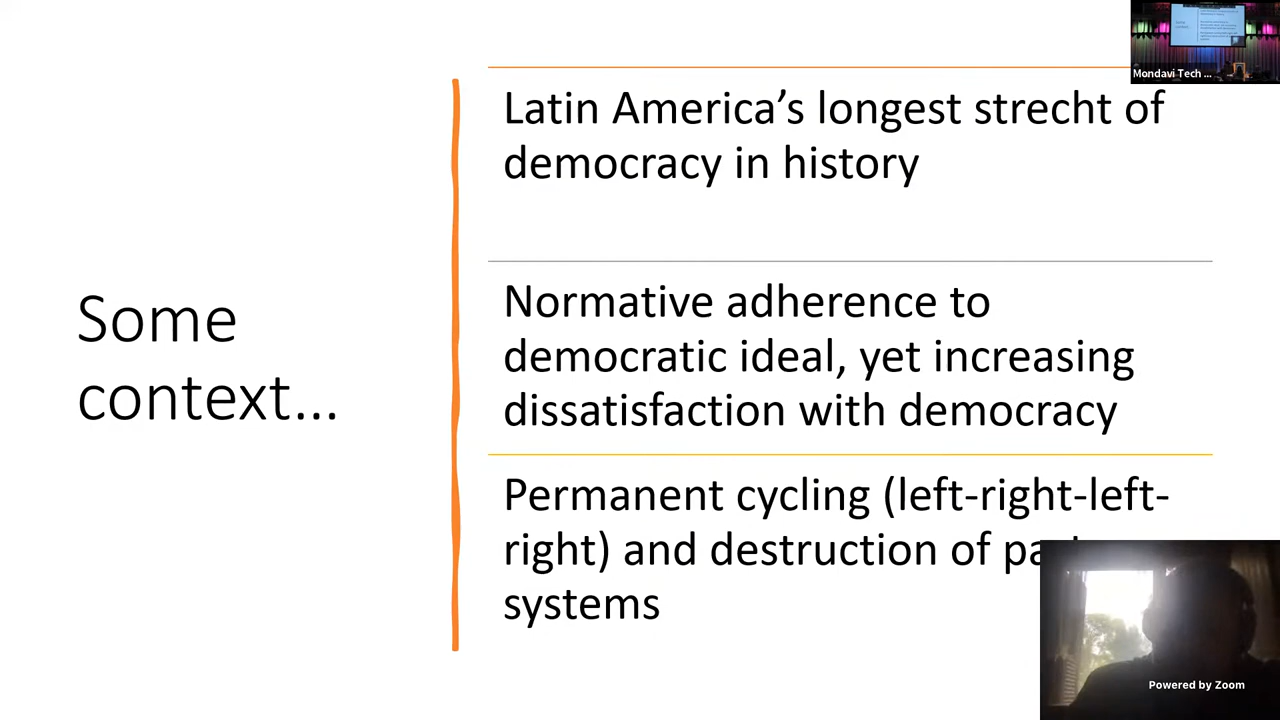 Mondavi Tech ...
Latin America’s longest strecht of
democracy in history
Some
context...
Normative adherence to
democratic ideal, yet increasing
dissatisfaction with democracy
Permanent cycling (left-right-left-
right) and destruction of
systems
Powered by Zoom